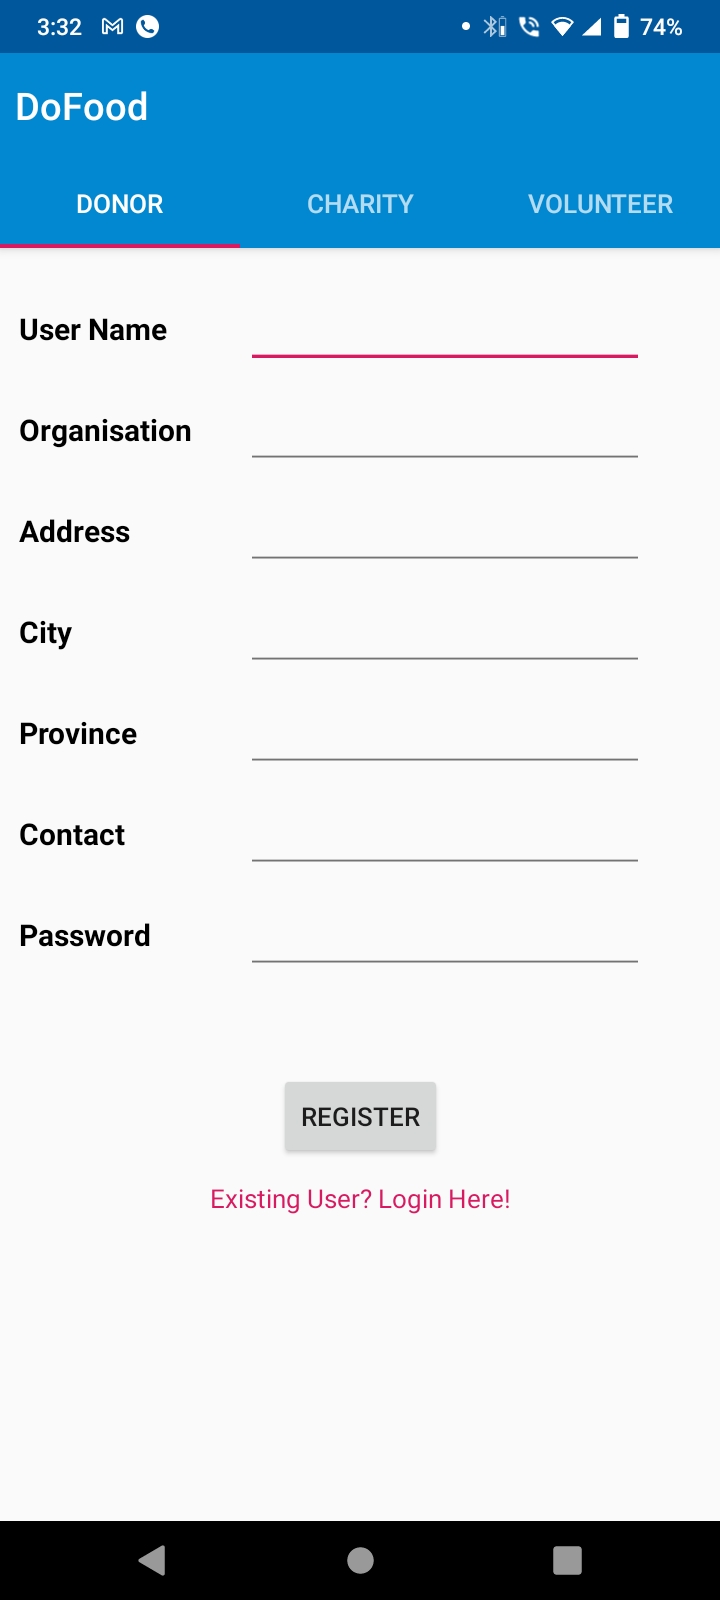 3:32 74%
DoFood
DONOR CHARITY VOLUNTEER
User Name
Organisation
Address
City
Province
Contact
Password
REGISTER
Existing User? Login Here!